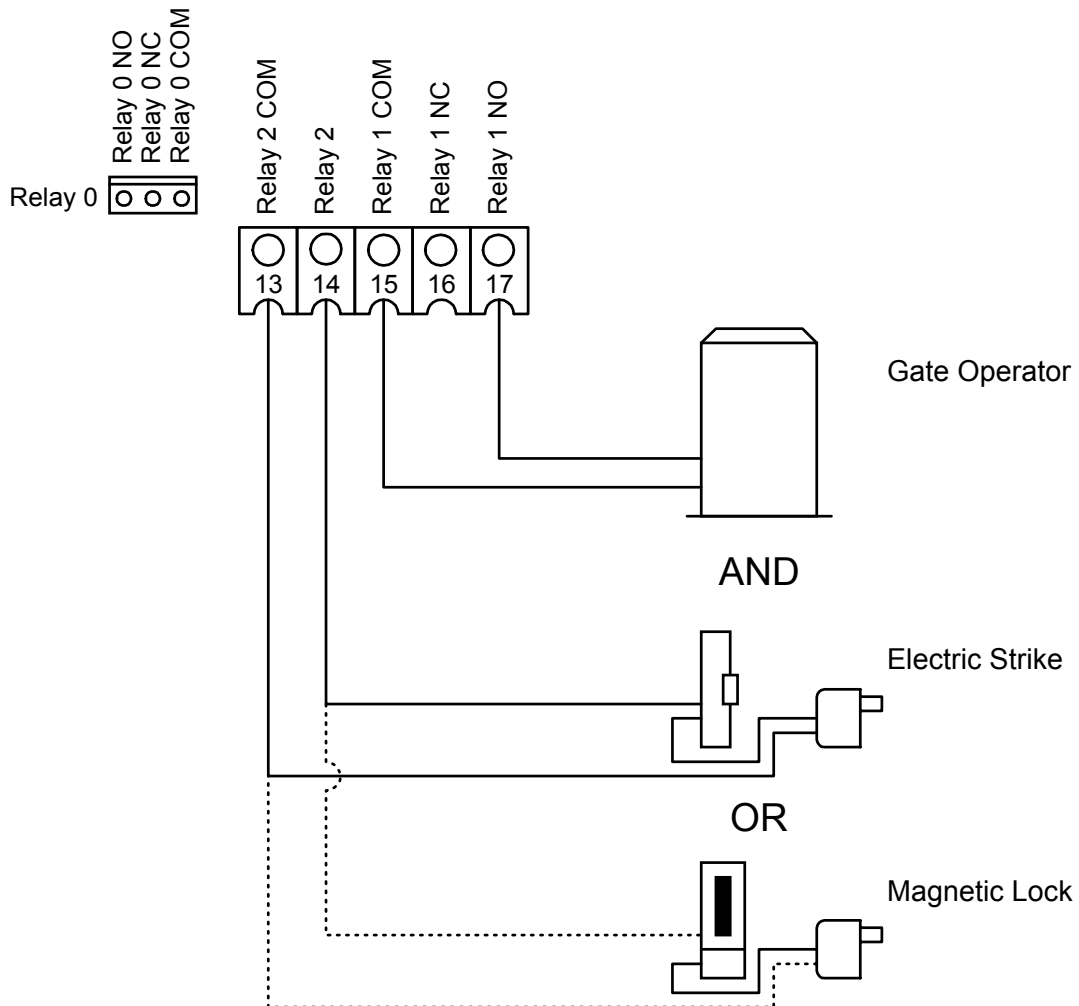 Relay 0 NO
Relay 0 NC
Relay 0 COM
Relay 0
Relay 2 COM
Relay 2
Relay 1 COM
Relay 1 NC
Relay 1 NO
13
14
15
16
17
Gate Operator
AND
Electric Strike
OR
Magnetic Lock